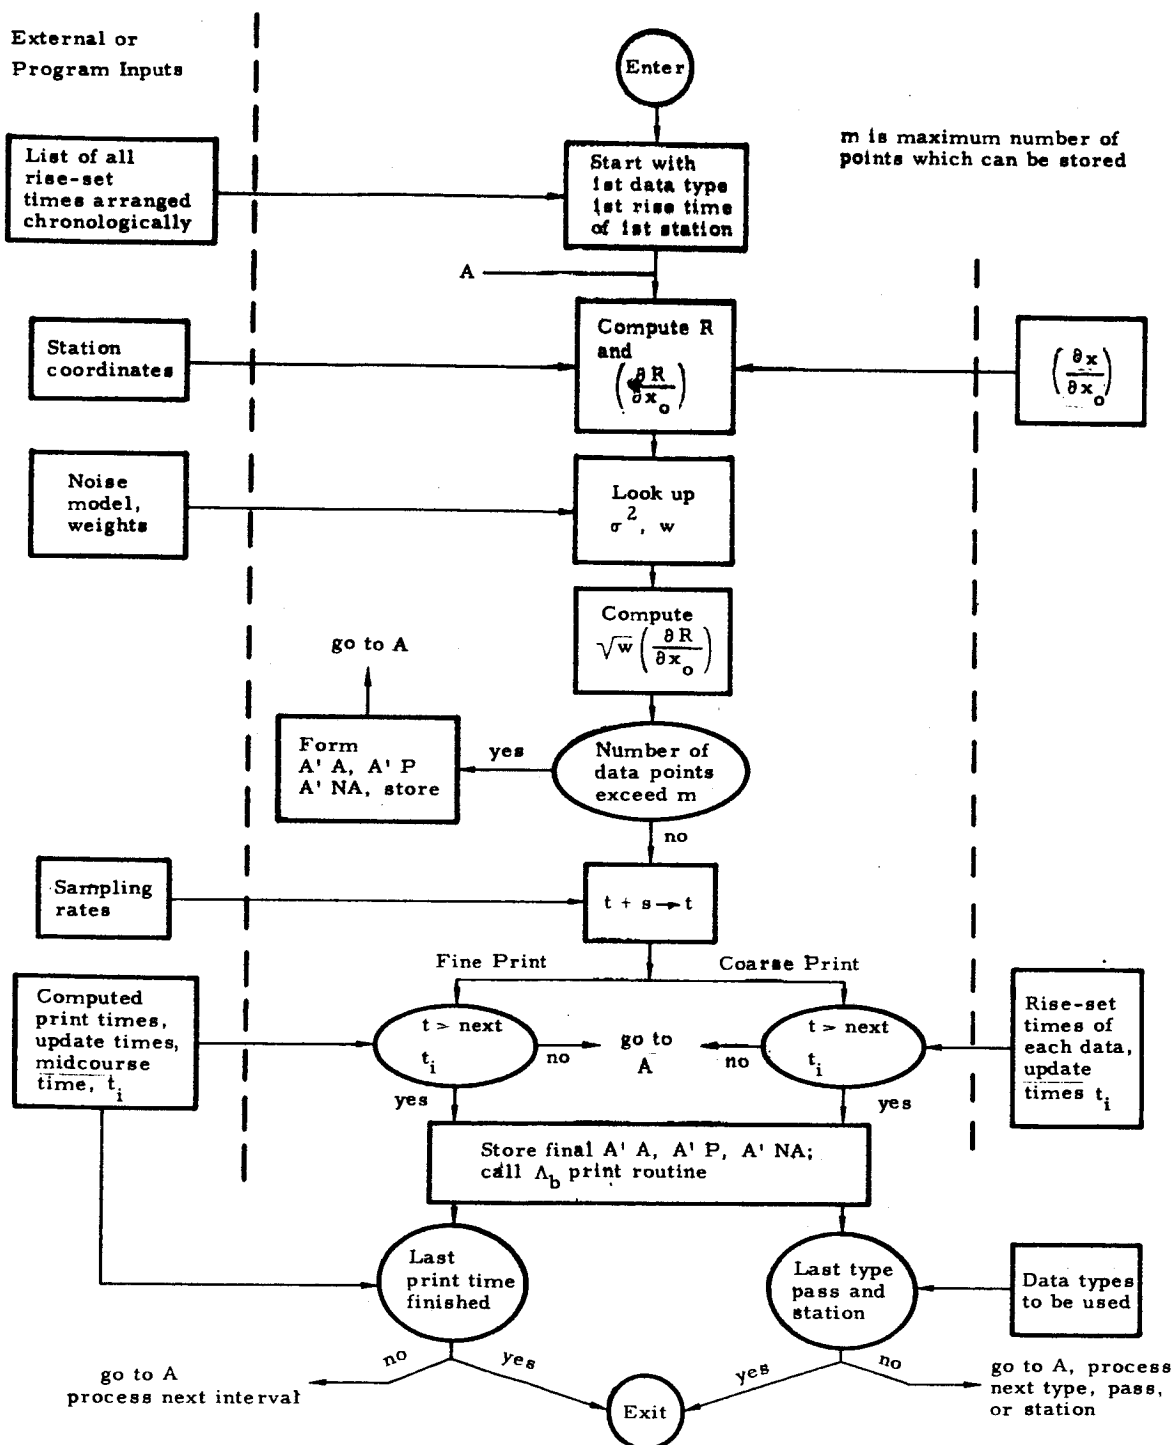 External or
Program Inputs
Enter
m is maximum number of
points which can be stored
List of all
rise-set
times arranged
chronologically
Start with
1st data type
1st rise time
of 1st station
A
Station
coordinates
Compute R
and
(∂R/∂x_o)
(∂x/∂x_o)
Noise
model,
weights
Look up
σ², w
Compute
√w (∂R/∂x_o)
go to A
Form
A' A, A' P
A' NA, store
yes
Number of
data points
exceed m
no
Sampling
rates
t + s → t
Fine Print
Coarse Print
Computed
print times,
update times,
midcourse
time, t_i
t > next
t_i
no
go to
A
no
t > next
t_i
Rise-set
times of
each data,
update
times t_i
yes
yes
Store final A' A, A' P, A' NA;
call Λ_b print routine
Last
print time
finished
Last type
pass and
station
Data types
to be used
no
yes
yes
no
go to A
process next interval
Exit
go to A, process
next type, pass,
or station